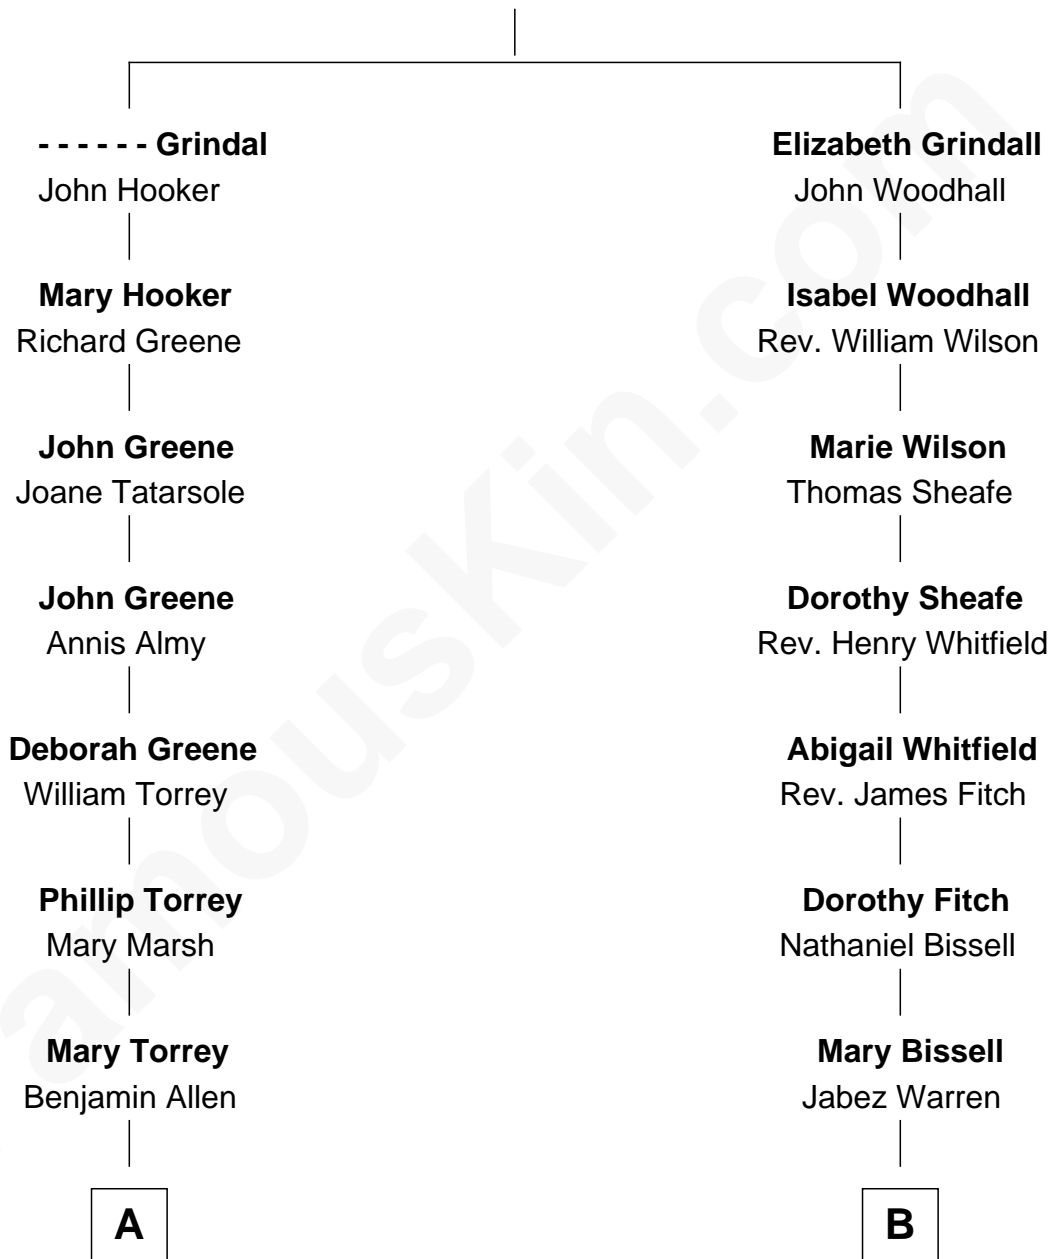 - - - - - - Grindal
John Hooker
Mary Hooker
Richard Greene
John Greene
Joane Tatarsole
John Greene
Annis Almy
Deborah Greene
William Torrey
Phillip Torrey
Mary Marsh
Mary Torrey
Benjamin Allen
A
Elizabeth Grindall
John Woodhall
Isabel Woodhall
Rev. William Wilson
Marie Wilson
Thomas Sheafe
Dorothy Sheafe
Rev. Henry Whitfield
Abigail Whitfield
Rev. James Fitch
Dorothy Fitch
Nathaniel Bissell
Mary Bissell
Jabez Warren
B
amousKin.com